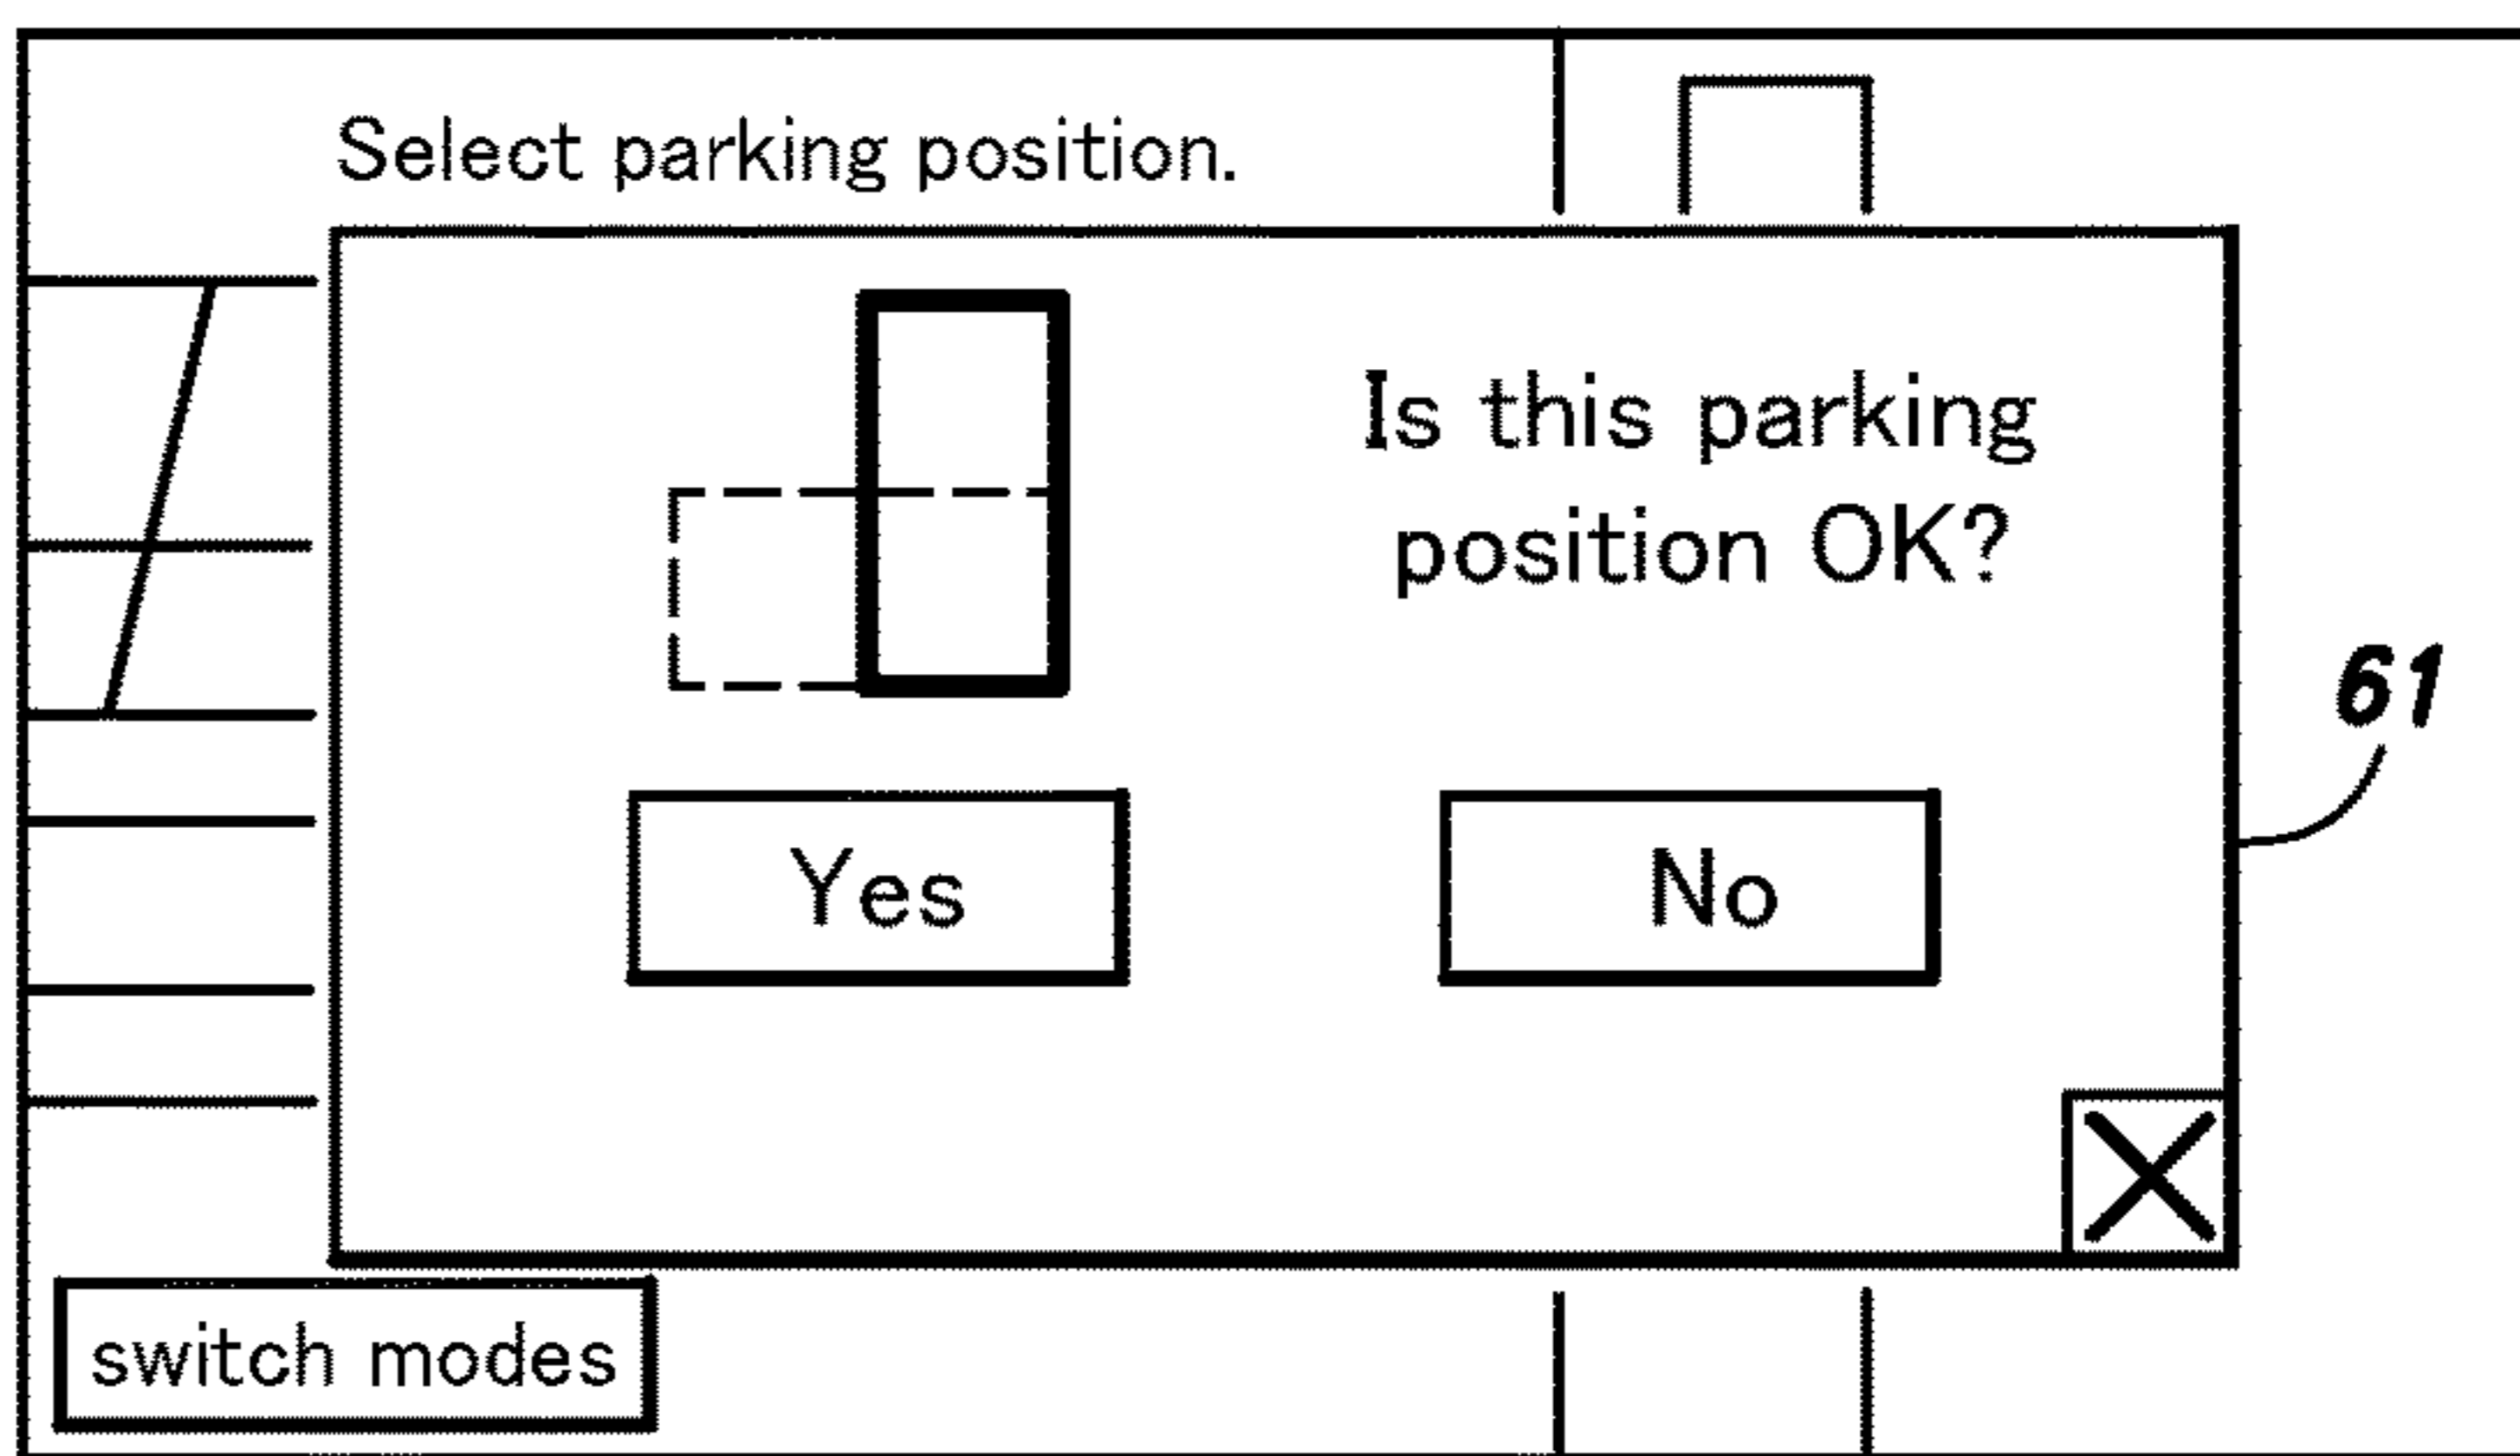 Select parking position.
Is this parking
position OK?
61
Yes
No
switch modes